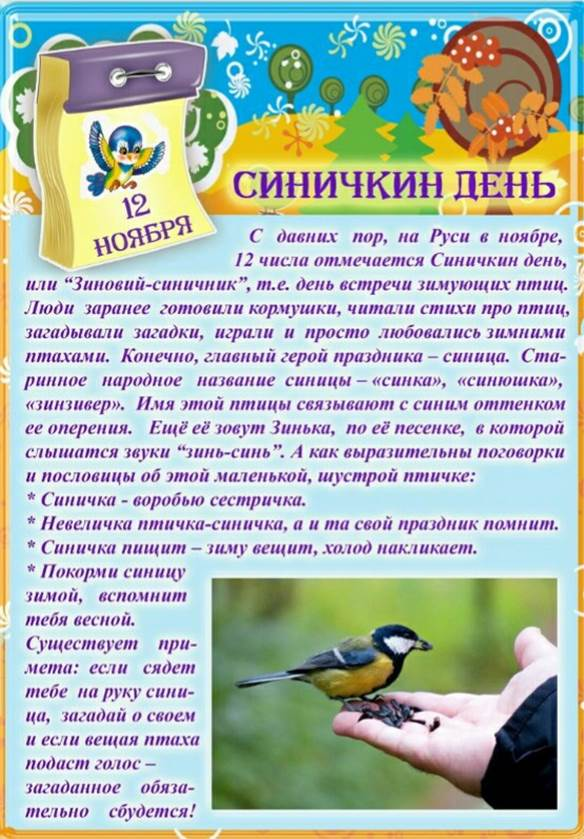 12
НОЯБРЯ
СИНИЧКИН ДЕНЬ
С давних пор, на Руси в ноябре,
12 числа отмечается Синичкин день,
или “Зиновий-синичник”, т.е. день встречи зимующих птиц.
Люди заранее готовили кормушки, читали стихи про птиц,
загадывали загадки, играли и просто любовались зимними
птахами. Конечно, главный герой праздника – синица. Ста-
ринное народное название синицы – «синка», «синюшка»,
«зинзивер». Имя этой птицы связывают с синим оттенком
ее оперения. Ещё её зовут Зинька, по её песенке, в которой
слышатся звуки “зинь-синь”. А как выразительны поговорки
и пословицы об этой маленькой, шустрой птичке:
* Синичка - воробью сестричка.
* Невеличка птичка-синичка, а и та свой праздник помнит.
* Синичка пищит – зиму вещит, холод накликает.
* Покорми синицу
зимой, вспомнит
тебя весной.
Существует при-
мета: если сядет
тебе на руку сини-
ца, загадай о своем
и если вещая птаха
подаст голос –
загаданное обяза-
тельно сбудется!